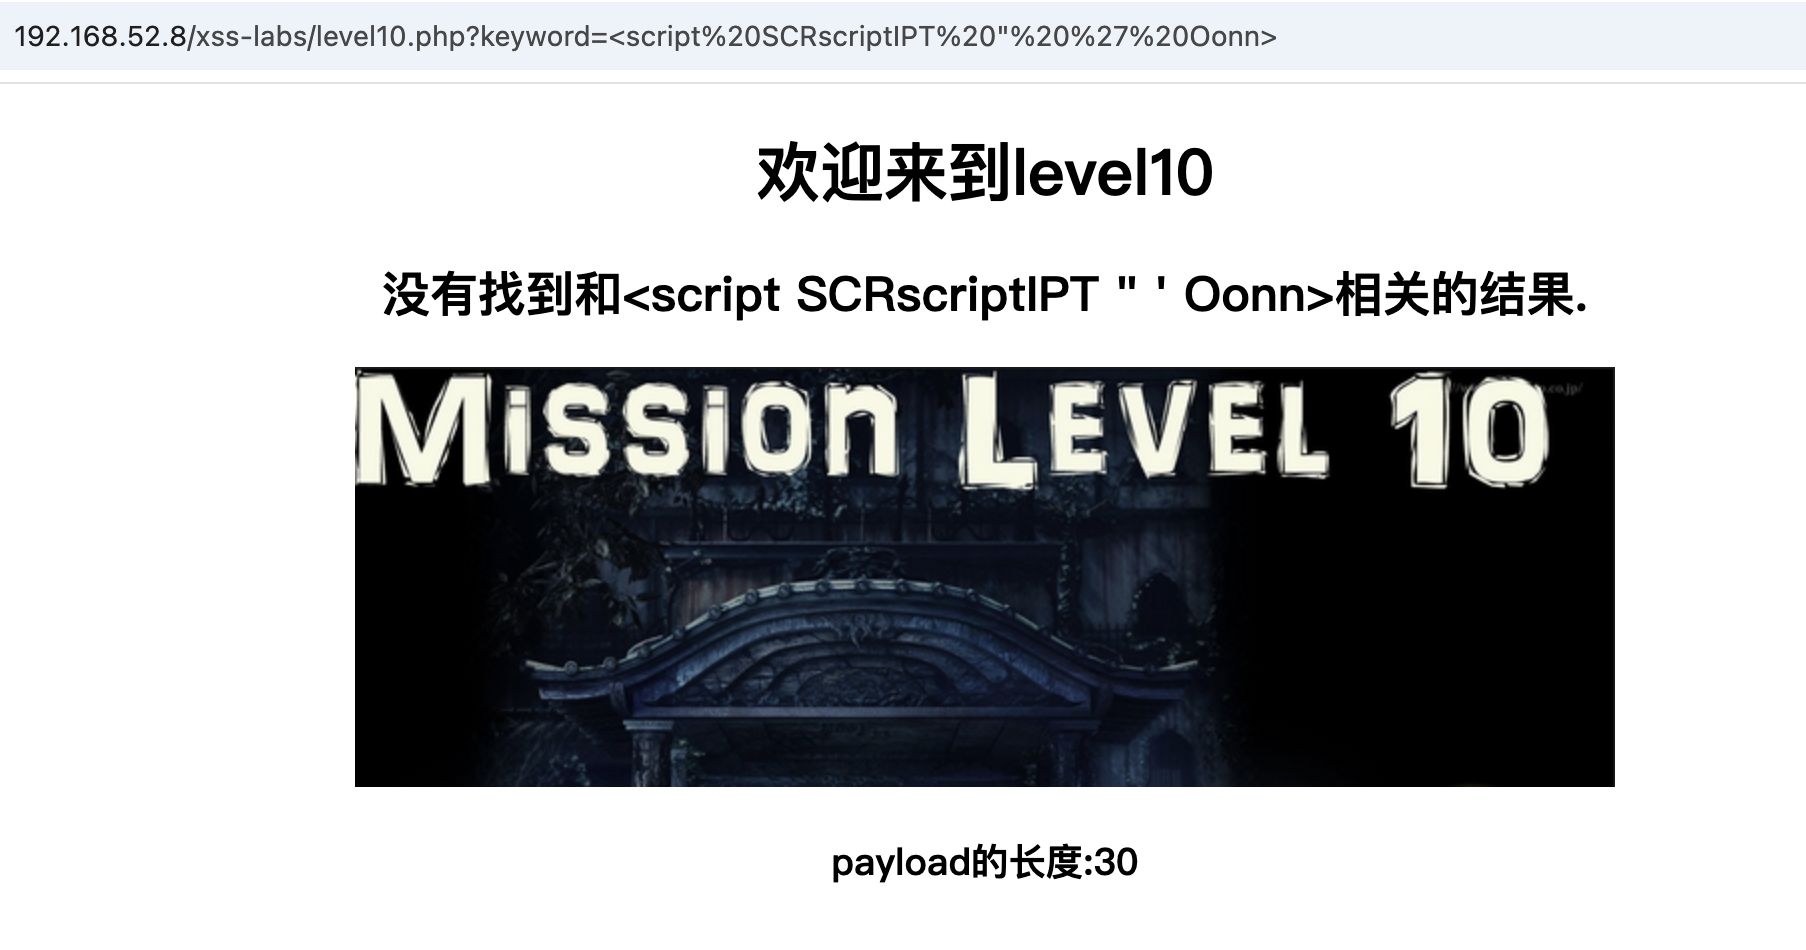 192.168.52.8/xss-labs/level10.php?keyword=<script%20SCRscriptIPT%20"%20%27%20Oonn>
欢迎来到level10
没有找到和<script SCRscriptIPT " ' Oonn>相关的结果.
Mission Level 10
payload的长度:30